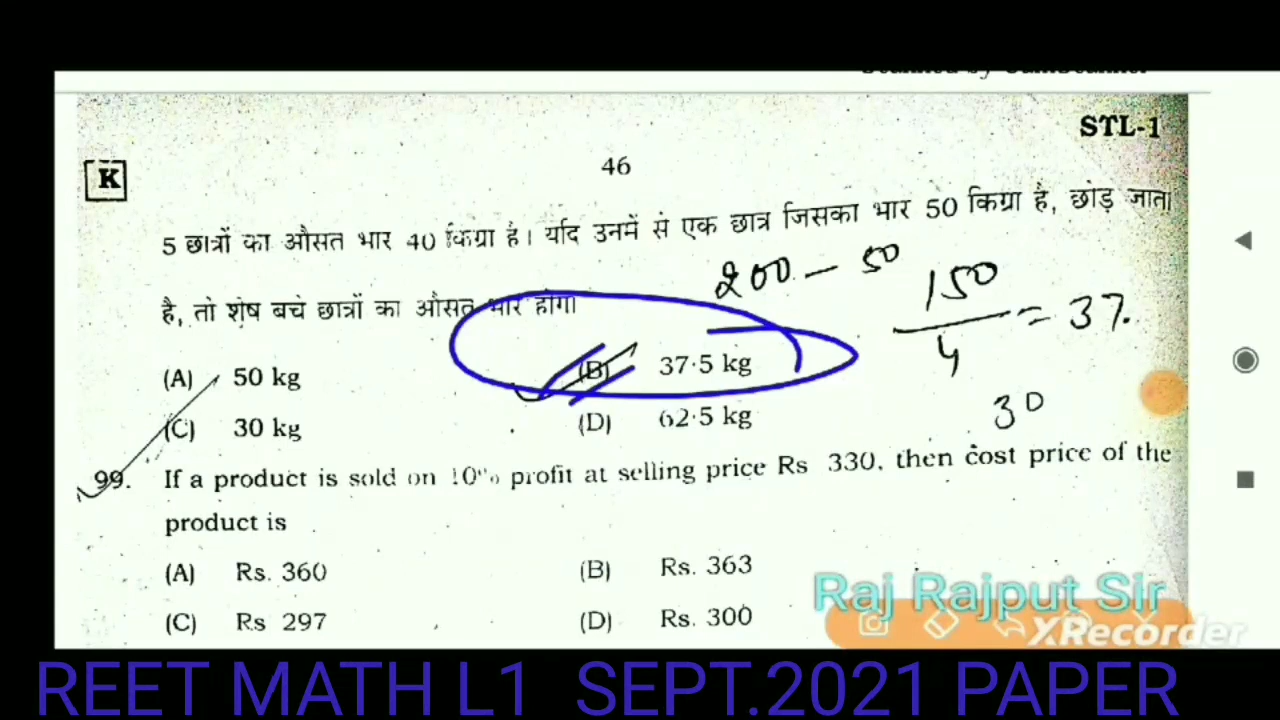 STL-1
K
46
5 छात्रों का औसत भार 40 किग्रा है। यदि उनमें से एक छात्र जिसका भार 50 किग्रा है, छोड़ जाता
200 - 50
150
है, तो शेष बचे छात्रों का औसत भार होगा
4
= 37.
(A) 50 kg
(B) 37·5 kg
30
(C) 30 kg
(D) 62·5 kg
99. If a product is sold on 10% profit at selling price Rs 330, then cost price of the
product is
(A) Rs. 360
(B) Rs. 363
(C) Rs 297
(D) Rs. 300
Raj Rajput Sir
XRecorder
REET MATH L1 SEPT.2021 PAPER